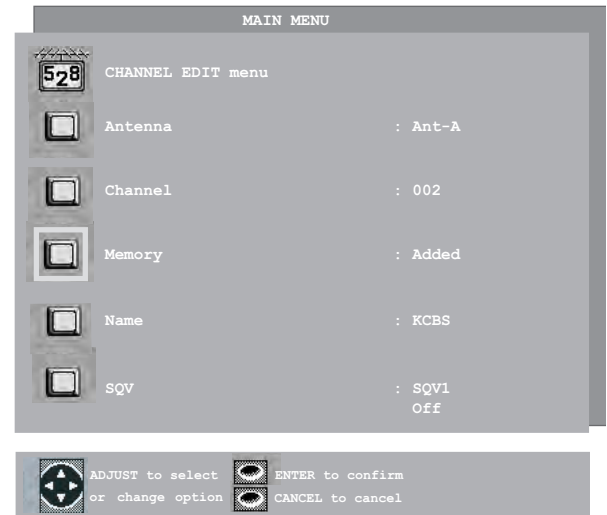 MAIN MENU
528
CHANNEL EDIT menu
Antenna : Ant-A
Channel : 002
Memory : Added
Name : KCBS
SQV : SQV1
Off
ADJUST to select ENTER to confirm
or change option CANCEL to cancel